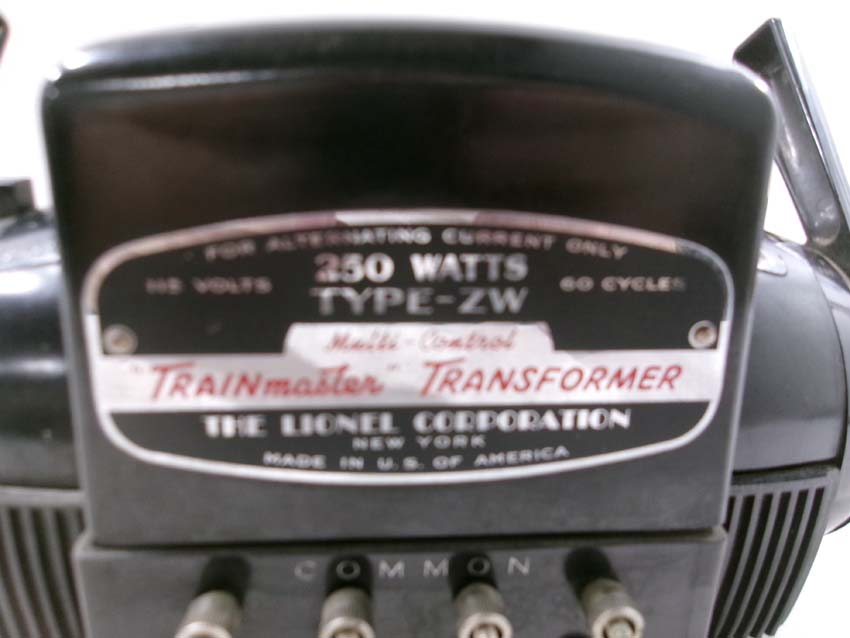 FOR ALTERNATING CURRENT ONLY
115 VOLTS 250 WATTS 60 CYCLES
TYPE-ZW
Multi-Control
"TRAINmaster" TRANSFORMER
THE LIONEL CORPORATION
NEW YORK
MADE IN U.S. OF AMERICA
COMMON